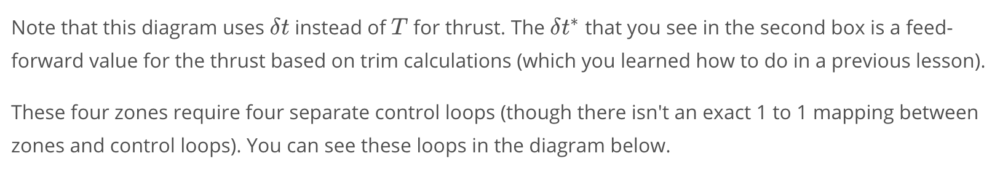 Note that this diagram uses δt instead of T for thrust. The δt* that you see in the second box is a feed-
forward value for the thrust based on trim calculations (which you learned how to do in a previous lesson).
These four zones require four separate control loops (though there isn't an exact 1 to 1 mapping between
zones and control loops). You can see these loops in the diagram below.